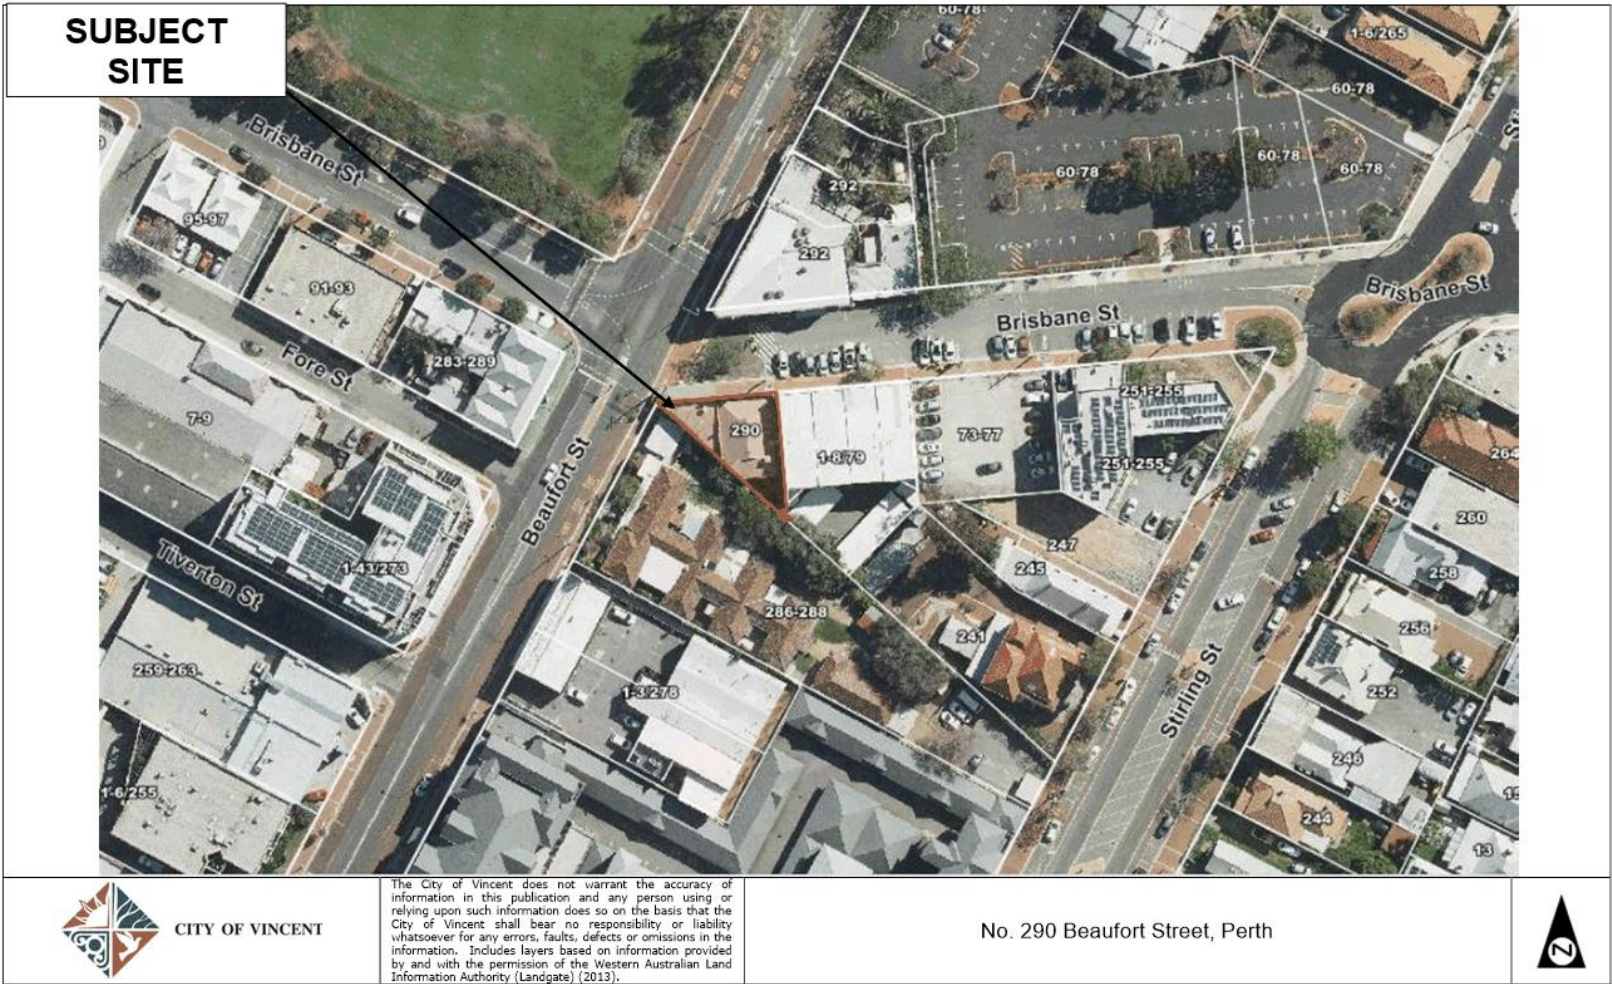 SUBJECT
SITE
60-78
1-6/265
60-78
Brisbane St
292
60-78
60-78
60-78
95-97
292
91-93
Brisbane St
Brisbane St
Fore St
283-289
251-255
7-9
290
73-77
1-8/79
264
251-255
Beaufort St
260
247
1-43/273
245
258
Tiverton St
286-288
256
241
259-263
1-3/278
252
Stirling St
246
1-6/255
244
13
CITY OF VINCENT
The City of Vincent does not warrant the accuracy of
information in this publication and any person using or
relying upon such information does so on the basis that the
City of Vincent shall bear no responsibility or liability
whatsoever for any errors, faults, defects or omissions in the
information. Includes layers based on information provided
by and with the permission of the Western Australian Land
Information Authority (Landgate) (2013).
No. 290 Beaufort Street, Perth
N